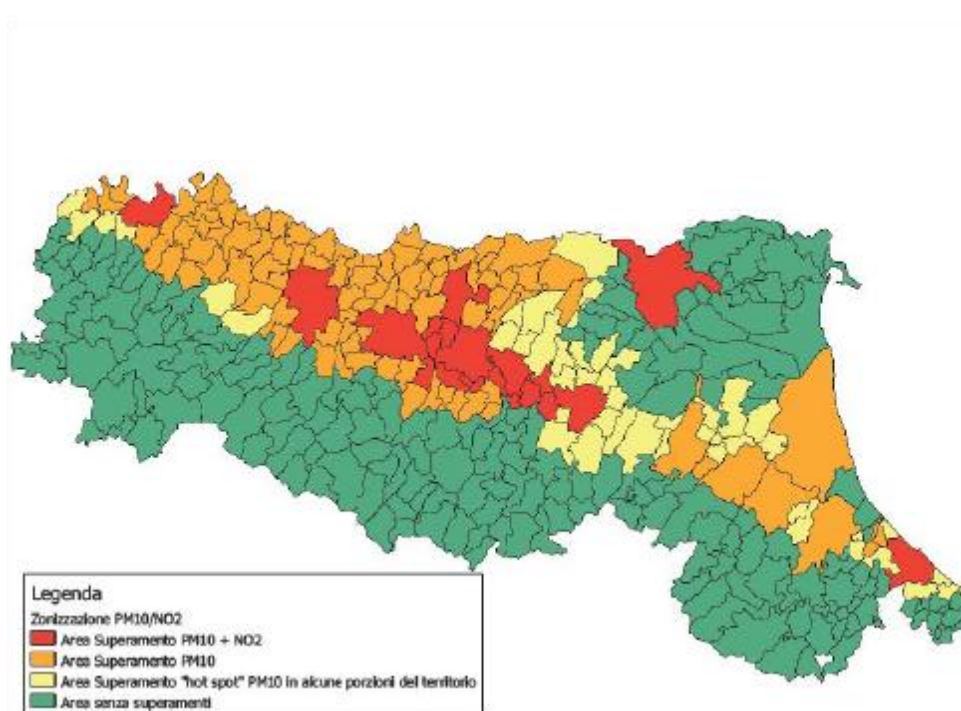 Legenda
Zonizzazione PM10/NO2
Area Superamento PM10 + NO2
Area Superamento PM10
Area Superamento "hot spot" PM10 in alcune porzioni del territorio
Area senza superamenti